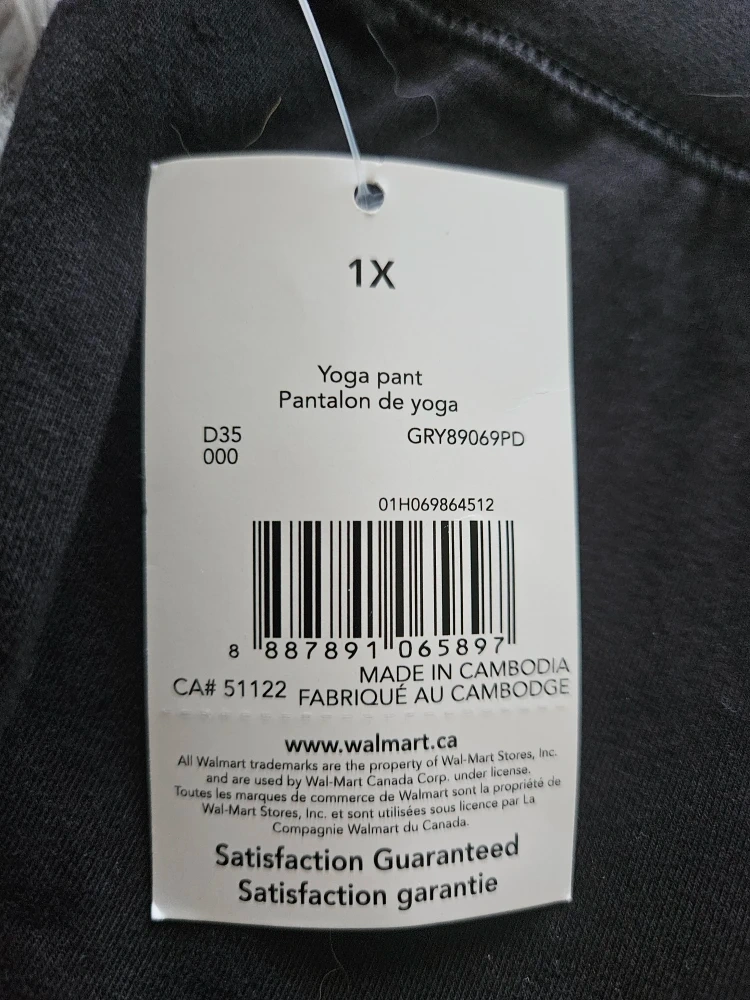 1X
Yoga pant
Pantalon de yoga
D35 GRY89069PD
000
01H069864512
8 887891 065897
MADE IN CAMBODIA
CA# 51122 FABRIQUÉ AU CAMBODGE
www.walmart.ca
All Walmart trademarks are the property of Wal-Mart Stores, Inc.
and are used by Wal-Mart Canada Corp. under license.
Toutes les marques de commerce de Walmart sont la propriété de
Wal-Mart Stores, Inc. et sont utilisées sous licence par La
Compagnie Walmart du Canada.
Satisfaction Guaranteed
Satisfaction garantie